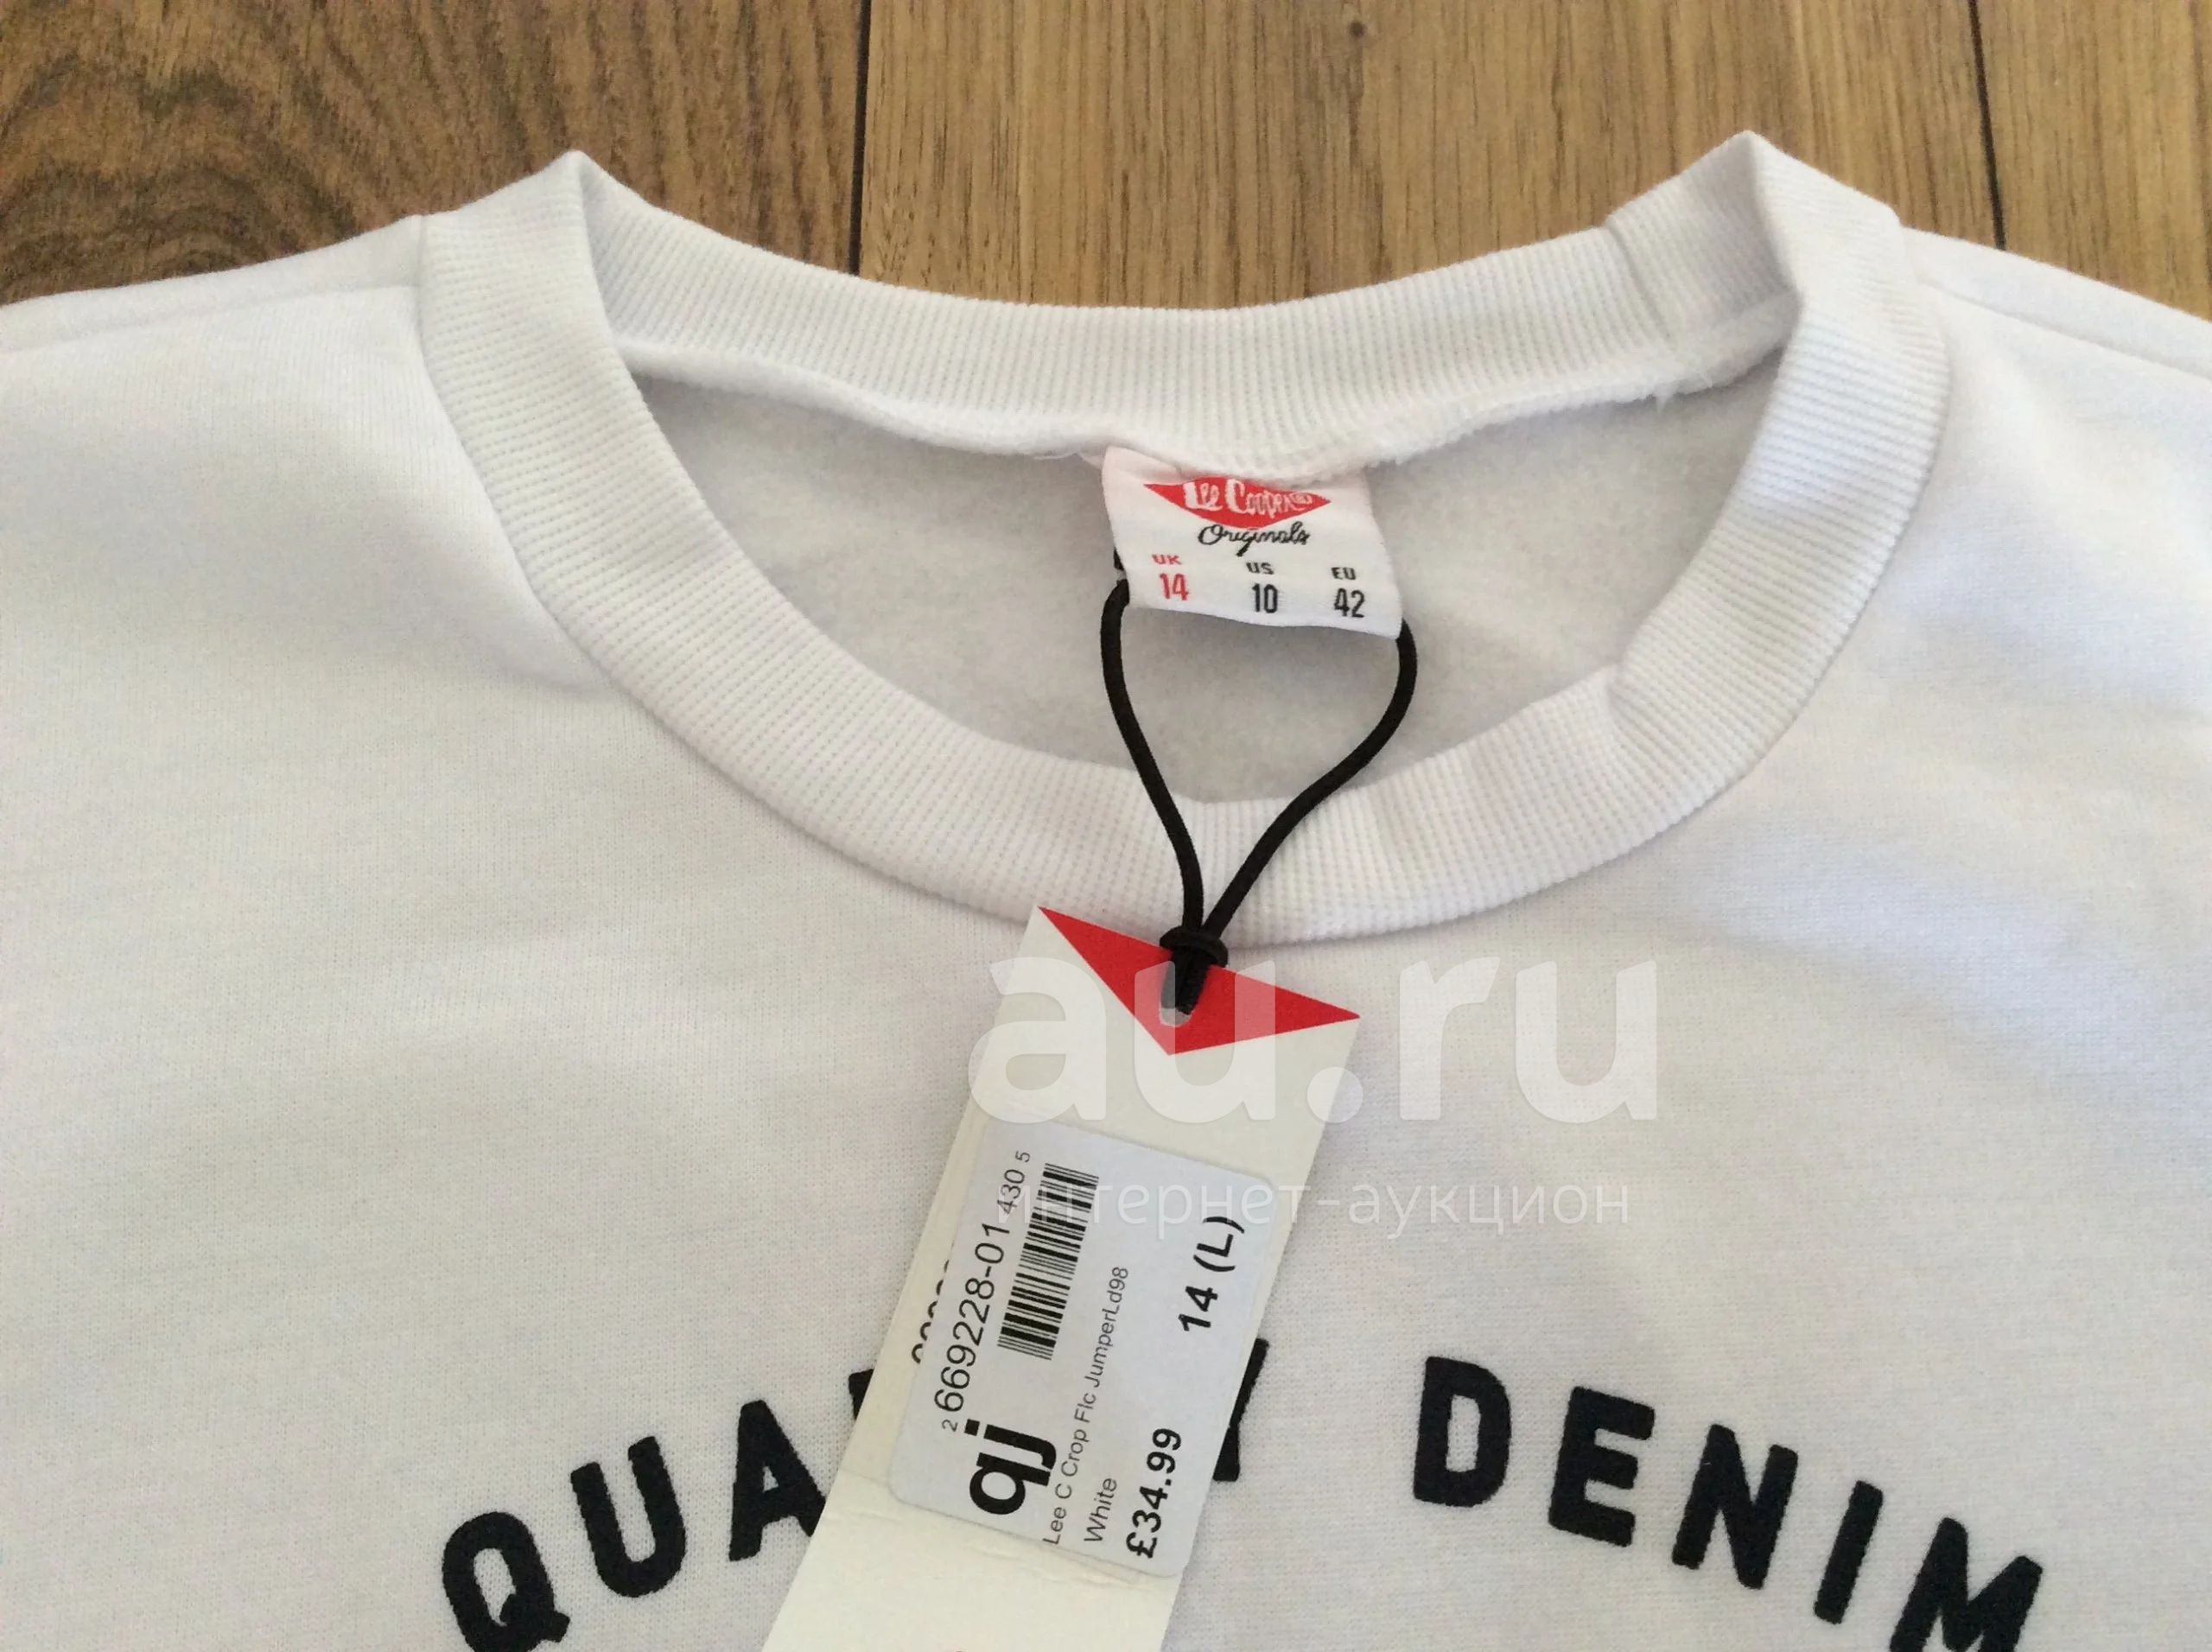 Lee Cooper®
Originals
UK US EU
14 10 42
au.ru
интернет-аукцион
2 669228-01 430 5
qj
Lee C Crop Flc JumperLd98
White
£34.99 14 (L)
DENIM